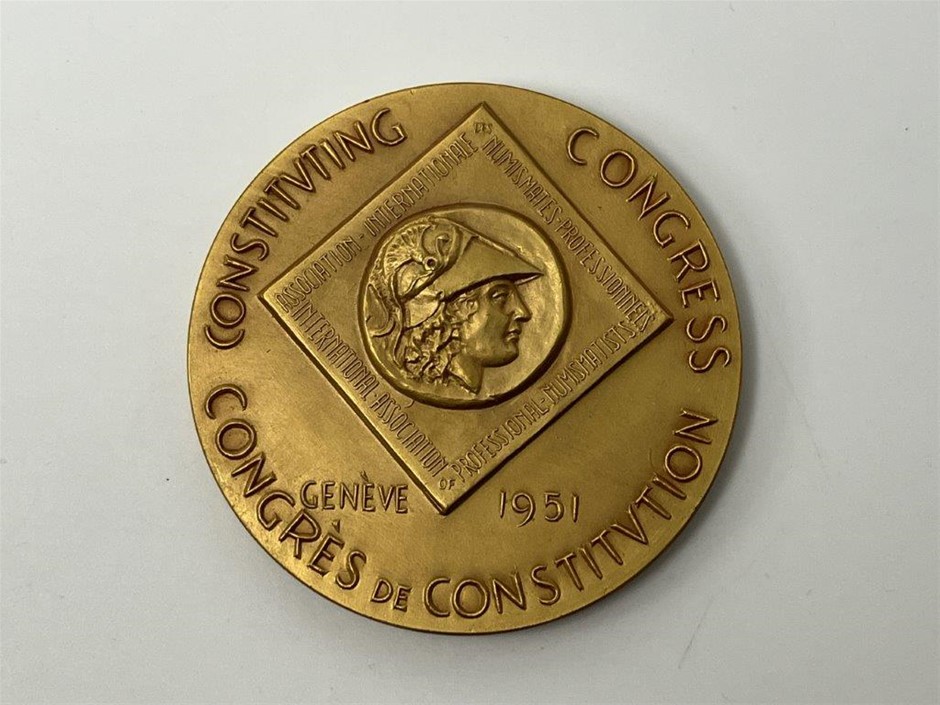 CONSTITVTING CONGRESS
ASSOCIATION · INTERNATIONALE
DES NUMISMATES · PROFESSIONNELS
INTERNATIONAL · ASSOCIATION
OF PROFESSIONAL · NUMISMATISTS
GENÈVE 1951
CONGRÈS DE CONSTITVTION